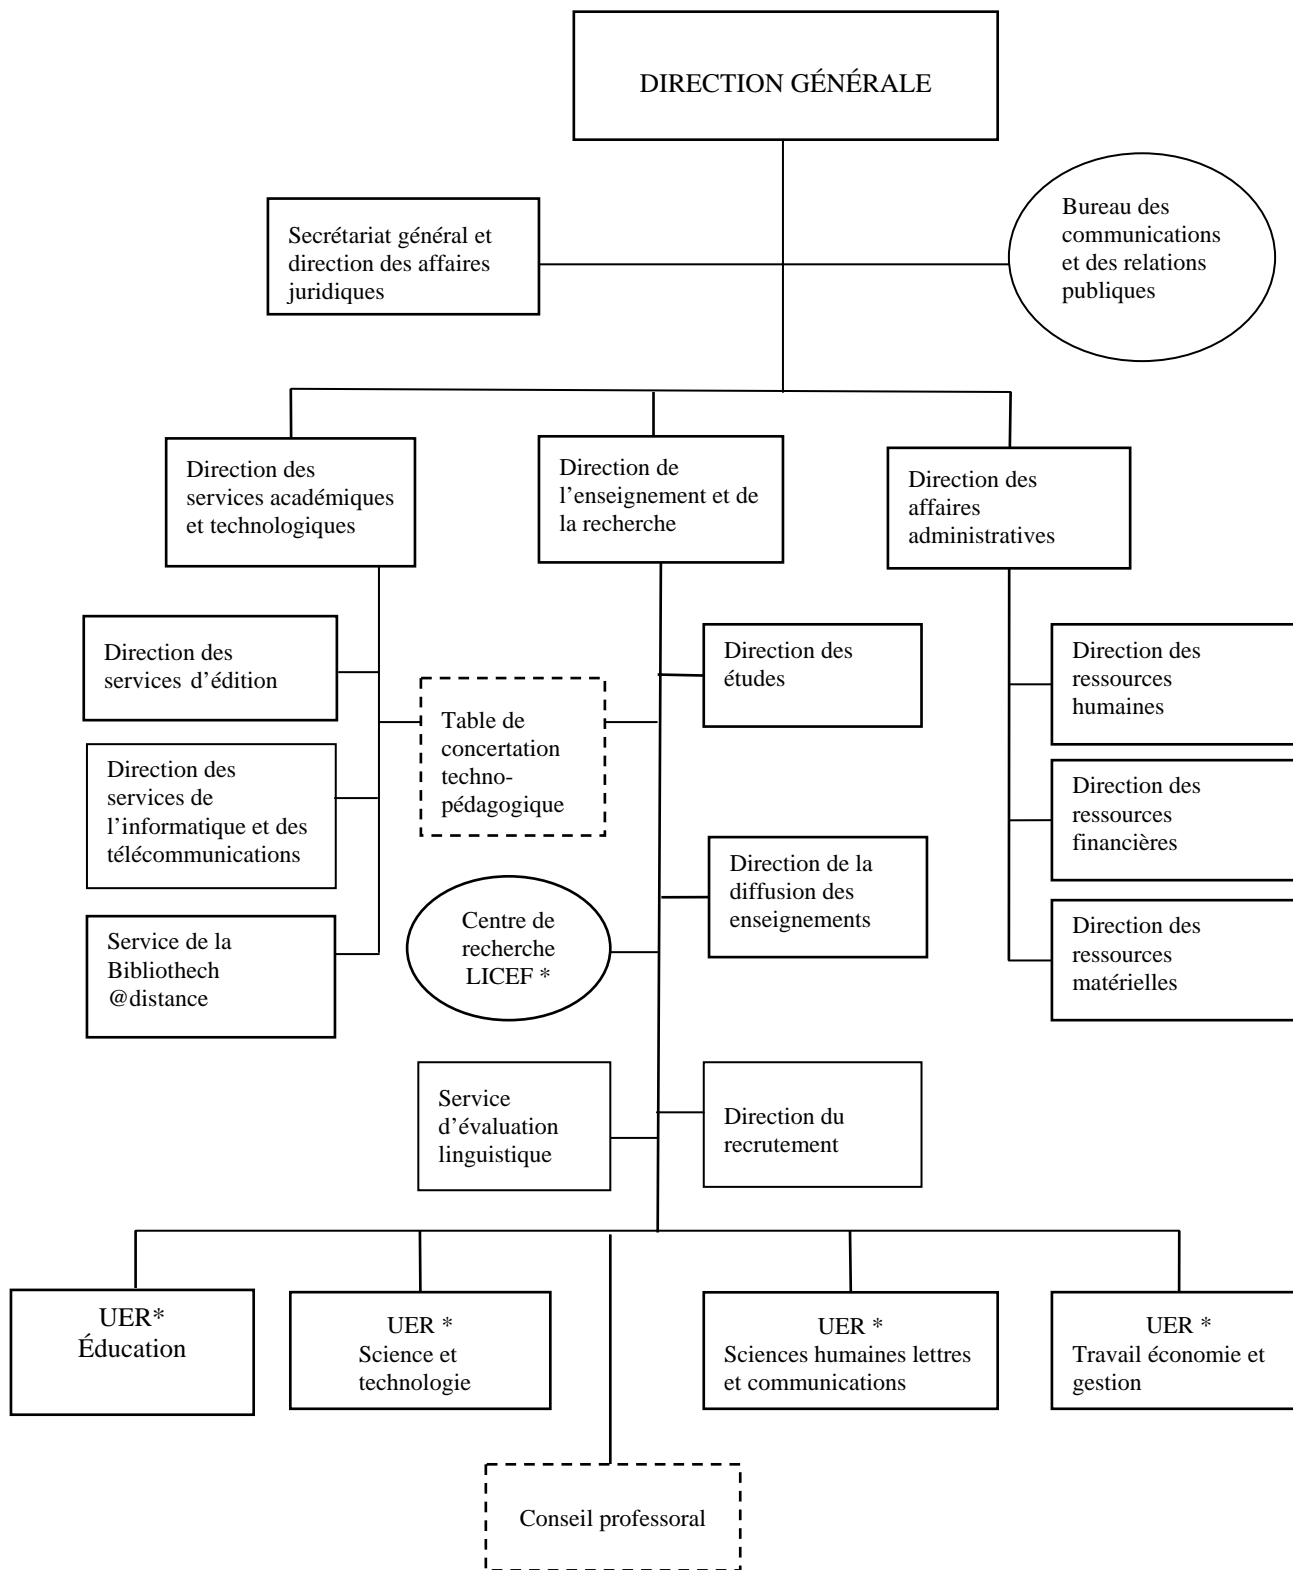 DIRECTION GÉNÉRALE
Secrétariat général et
direction des affaires
juridiques
Bureau des
communications
et des relations
publiques
Direction des
services académiques
et technologiques
Direction de
l’enseignement et de
la recherche
Direction des
affaires
administratives
Direction des
services d’édition
Table de
concertation
techno-
pédagogique
Direction des
études
Direction des
ressources
humaines
Direction des
services de
l’informatique et des
télécommunications
Direction des
ressources
financières
Service de la
Bibliothech
@distance
Centre de
recherche
LICEF *
Direction de la
diffusion des
enseignements
Direction des
ressources
matérielles
Service
d’évaluation
linguistique
Direction du
recrutement
UER*
Éducation
UER *
Science et
technologie
UER *
Sciences humaines lettres
et communications
UER *
Travail économie et
gestion
Conseil professoral